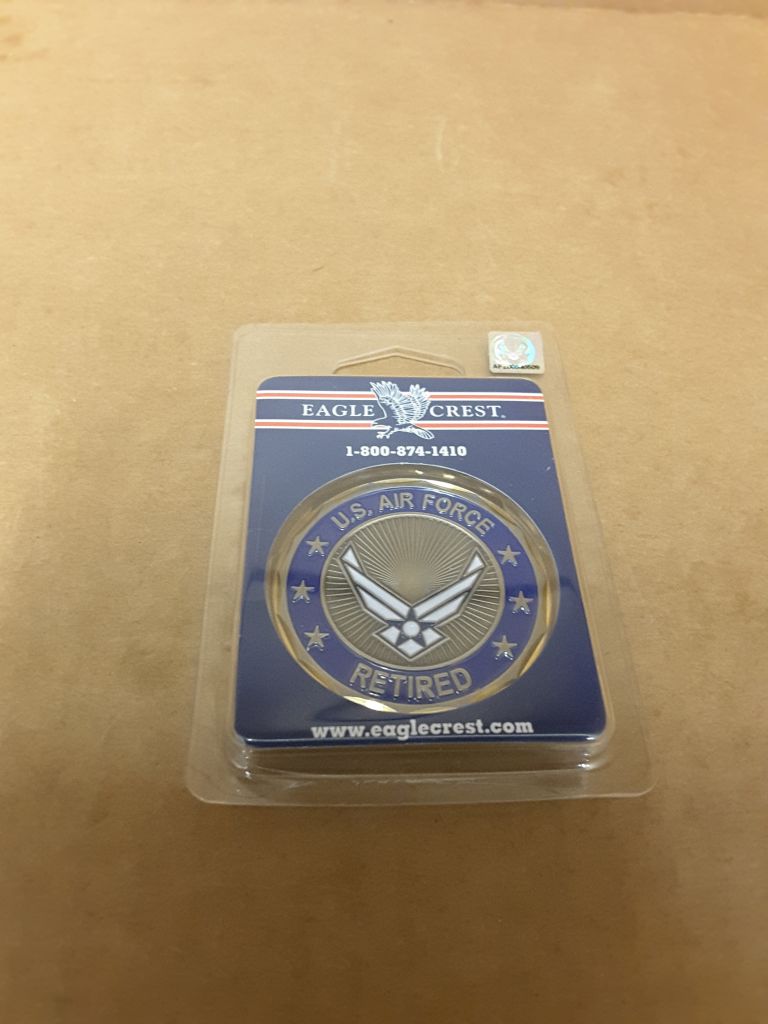 EAGLE CREST®
1-800-874-1410
U.S. AIR FORCE
RETIRED
www.eaglecrest.com